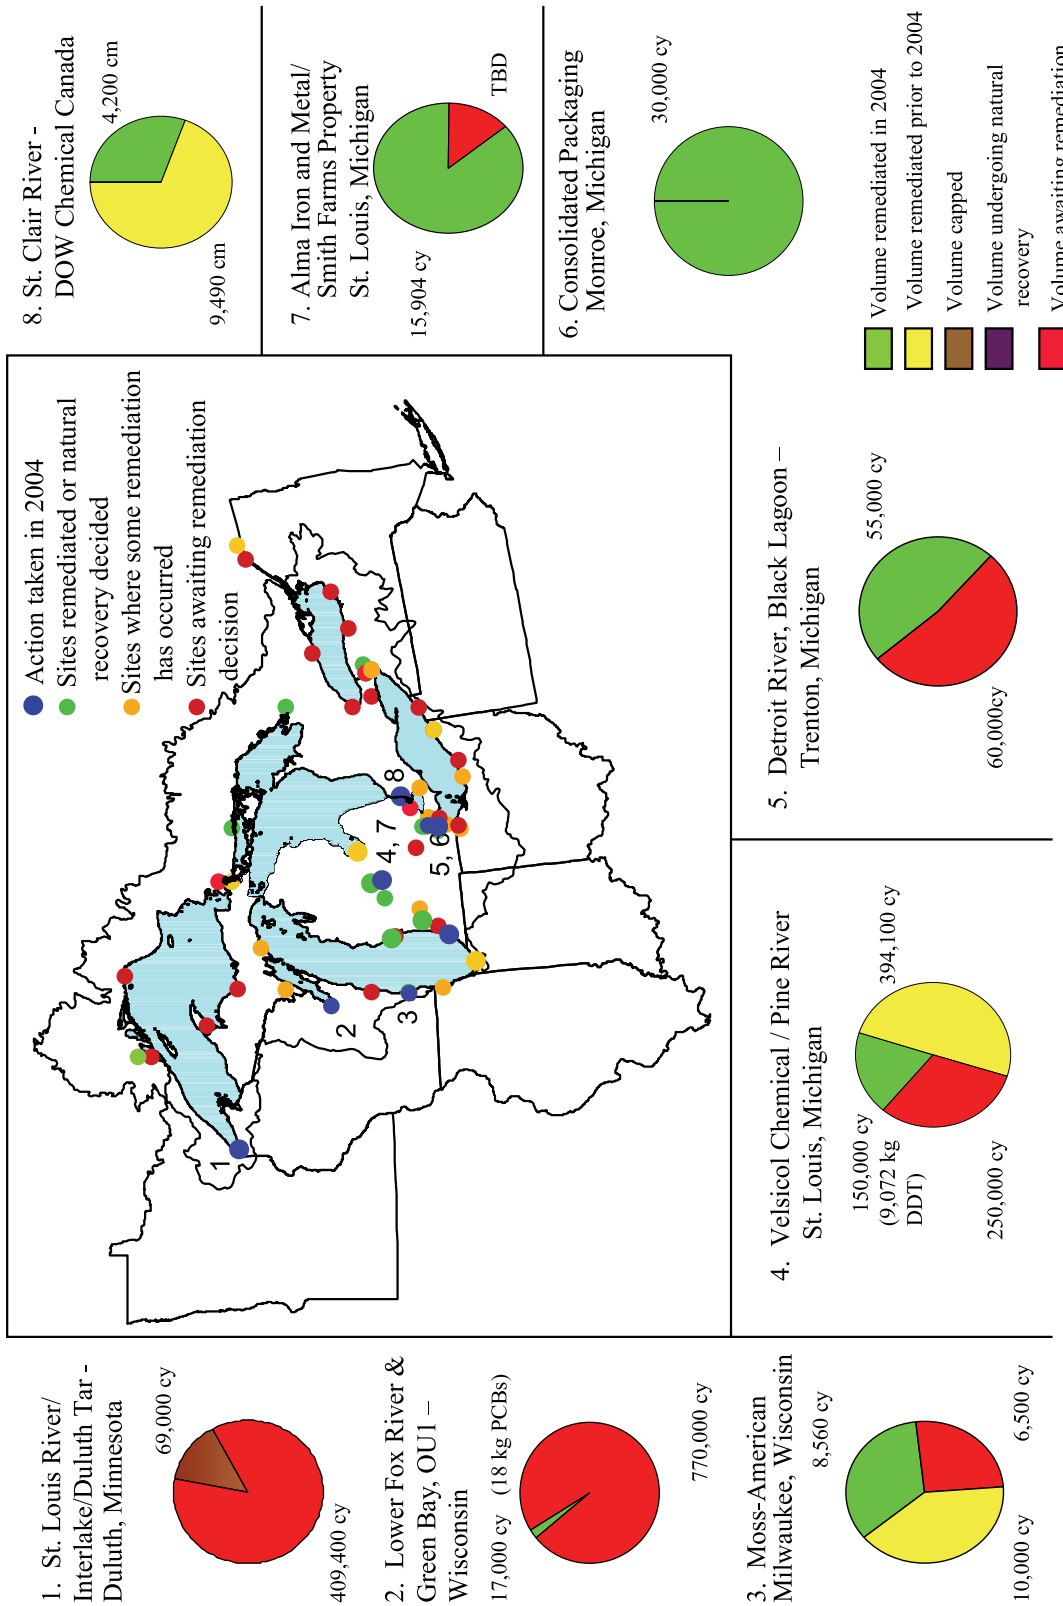 1. St. Louis River/
Interlake/Duluth Tar -
Duluth, Minnesota
69,000 cy
409,400 cy
2. Lower Fox River &
Green Bay, OU1 –
Wisconsin
17,000 cy (18 kg PCBs)
770,000 cy
3. Moss-American
Milwaukee, Wisconsin
8,560 cy
10,000 cy
6,500 cy
Action taken in 2004
Sites remediated or natural
recovery decided
Sites where some remediation
has occurred
Sites awaiting remediation
decision
1
2
3
4, 7
5, 6
8
4. Velsicol Chemical / Pine River
St. Louis, Michigan
150,000 cy
(9,072 kg
DDT)
394,100 cy
250,000 cy
5. Detroit River, Black Lagoon –
Trenton, Michigan
55,000 cy
60,000cy
8. St. Clair River -
DOW Chemical Canada
4,200 cm
9,490 cm
7. Alma Iron and Metal/
Smith Farms Property
St. Louis, Michigan
15,904 cy
TBD
6. Consolidated Packaging
Monroe, Michigan
30,000 cy
Volume remediated in 2004
Volume remediated prior to 2004
Volume capped
Volume undergoing natural
recovery
Volume awaiting remediation